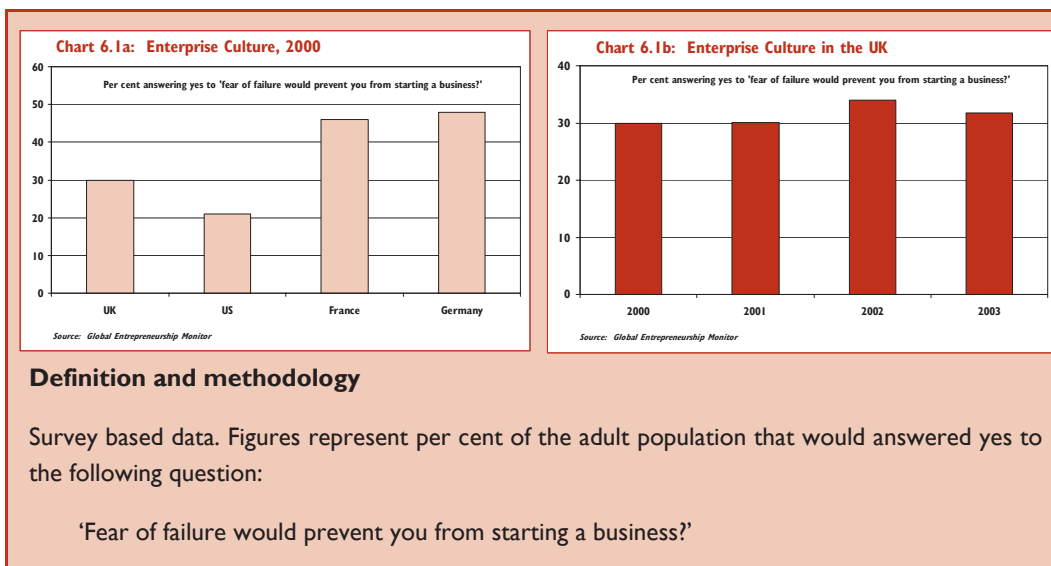 Chart 6.1a: Enterprise Culture, 2000
60
Per cent answering yes to 'fear of failure would prevent you from starting a business?'
50
40
30
20
10
0
UK US France Germany
Source: Global Entrepreneurship Monitor
Chart 6.1b: Enterprise Culture in the UK
40
Per cent answering yes to 'fear of failure would prevent you from starting a business?'
30
20
10
0
2000 2001 2002 2003
Source: Global Entrepreneurship Monitor
Definition and methodology
Survey based data. Figures represent per cent of the adult population that would answered yes to
the following question:
‘Fear of failure would prevent you from starting a business?’